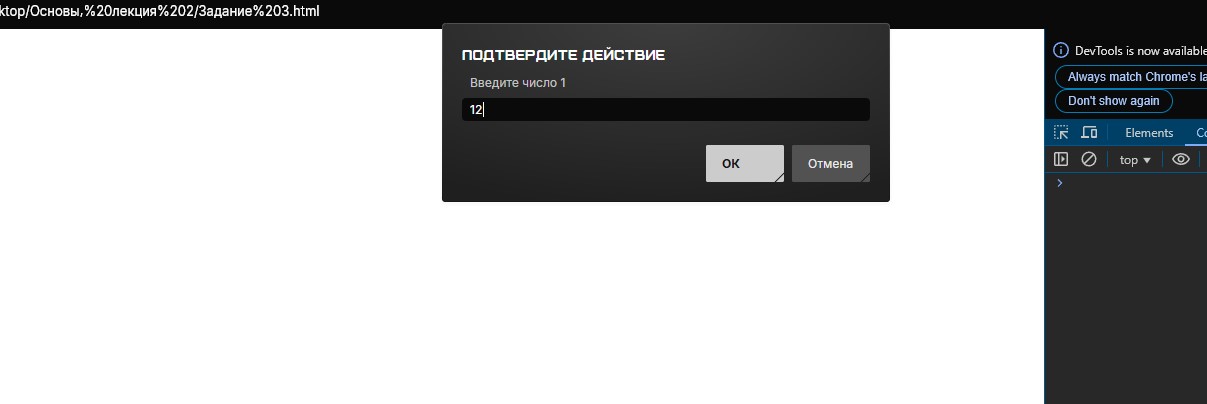 ktop/Основы,%20лекция%202/Задание%203.html
ПОДТВЕРДИТЕ ДЕЙСТВИЕ
Введите число 1
12
ОК
Отмена
DevTools is now available
Always match Chrome's la
Don't show again
Elements
Co
top